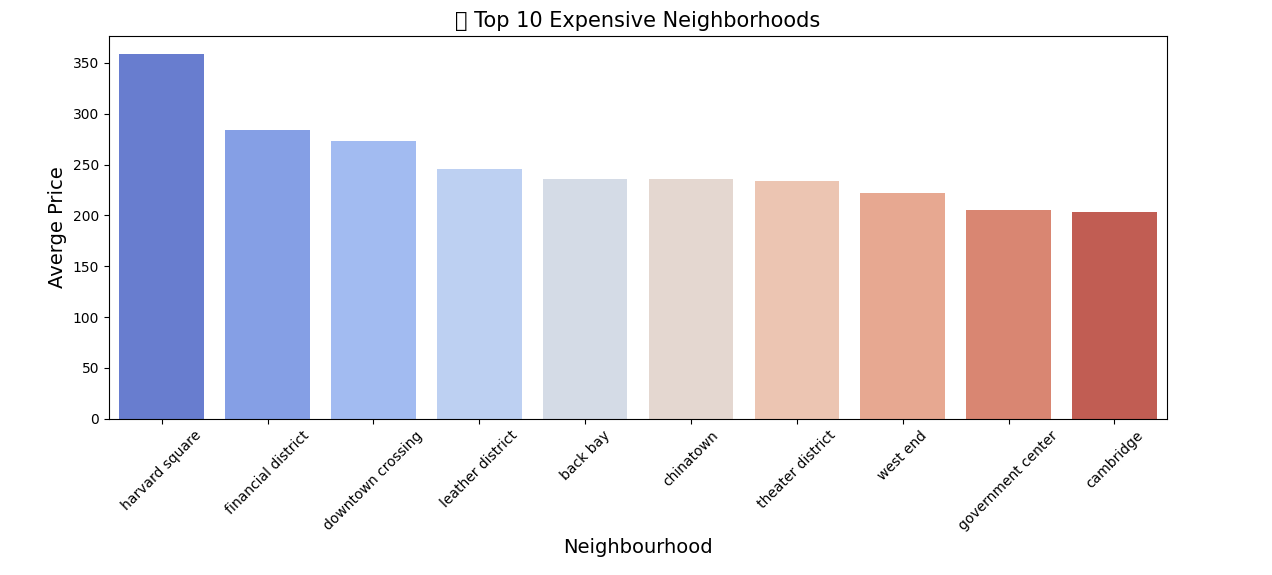 Top 10 Expensive Neighborhoods
Averge Price
350
300
250
200
150
100
50
0
harvard square
financial district
downtown crossing
leather district
back bay
chinatown
theater district
west end
government center
cambridge
Neighbourhood